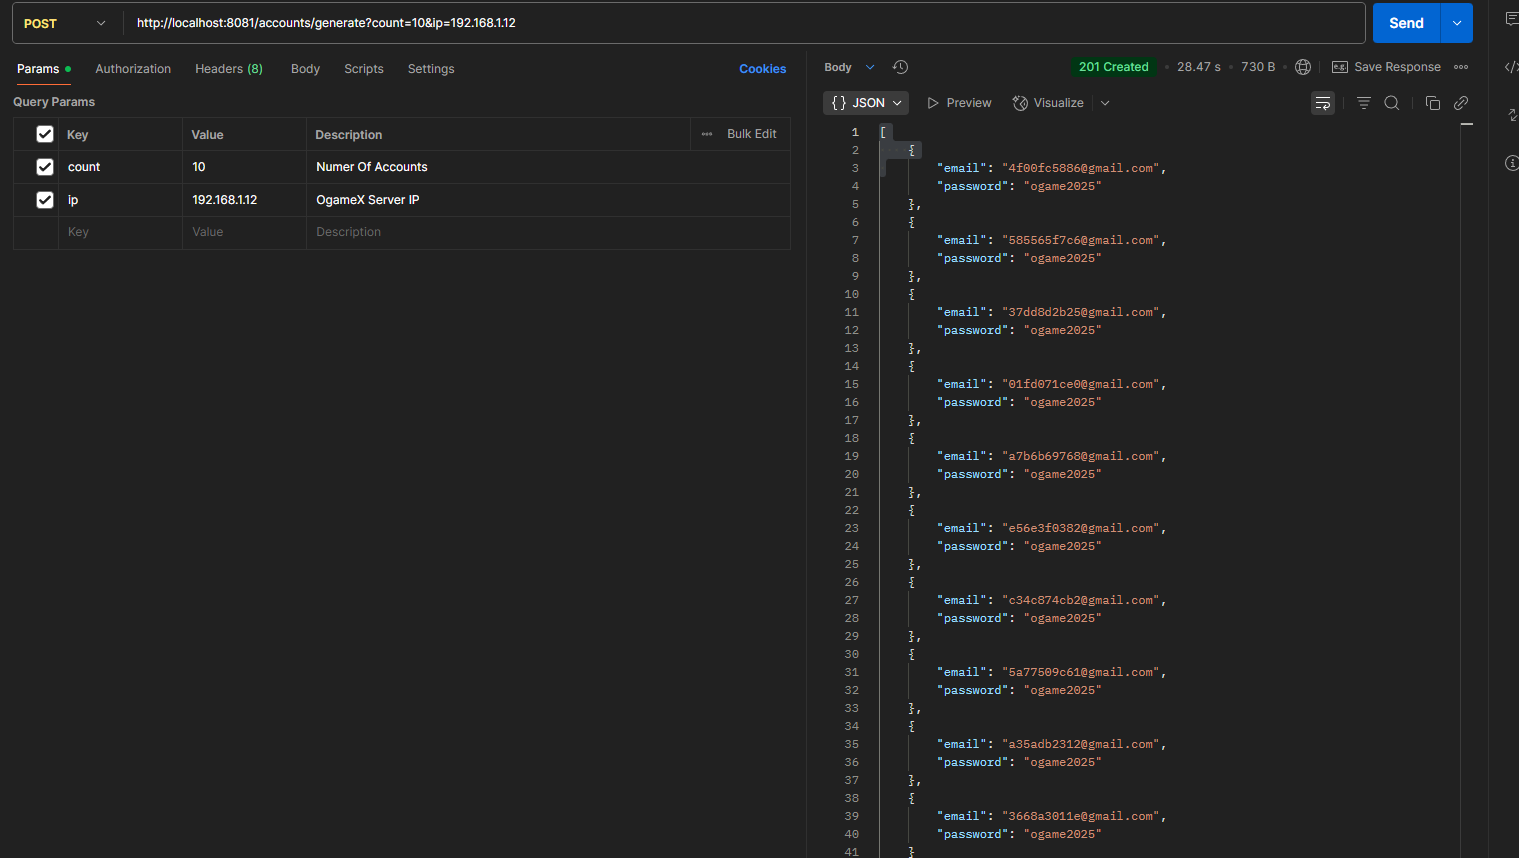 POST http://localhost:8081/accounts/generate?count=10&ip=192.168.1.12 Send
Params Authorization Headers (8) Body Scripts Settings Cookies
Query Params
Key Value Description Bulk Edit
count 10 Numer Of Accounts
ip 192.168.1.12 OgameX Server IP
Key Value Description
Body 201 Created 28.47 s 730 B e.g. Save Response
{} JSON Preview Visualize
1 [
2 {
3 "email": "4f00fc5886@gmail.com",
4 "password": "ogame2025"
5 },
6 {
7 "email": "585565f7c6@gmail.com",
8 "password": "ogame2025"
9 },
10 {
11 "email": "37dd8d2b25@gmail.com",
12 "password": "ogame2025"
13 },
14 {
15 "email": "01fd071ce0@gmail.com",
16 "password": "ogame2025"
17 },
18 {
19 "email": "a7b6b69768@gmail.com",
20 "password": "ogame2025"
21 },
22 {
23 "email": "e56e3f0382@gmail.com",
24 "password": "ogame2025"
25 },
26 {
27 "email": "c34c874cb2@gmail.com",
28 "password": "ogame2025"
29 },
30 {
31 "email": "5a77509c61@gmail.com",
32 "password": "ogame2025"
33 },
34 {
35 "email": "a35adb2312@gmail.com",
36 "password": "ogame2025"
37 },
38 {
39 "email": "3668a3011e@gmail.com",
40 "password": "ogame2025"
41 }